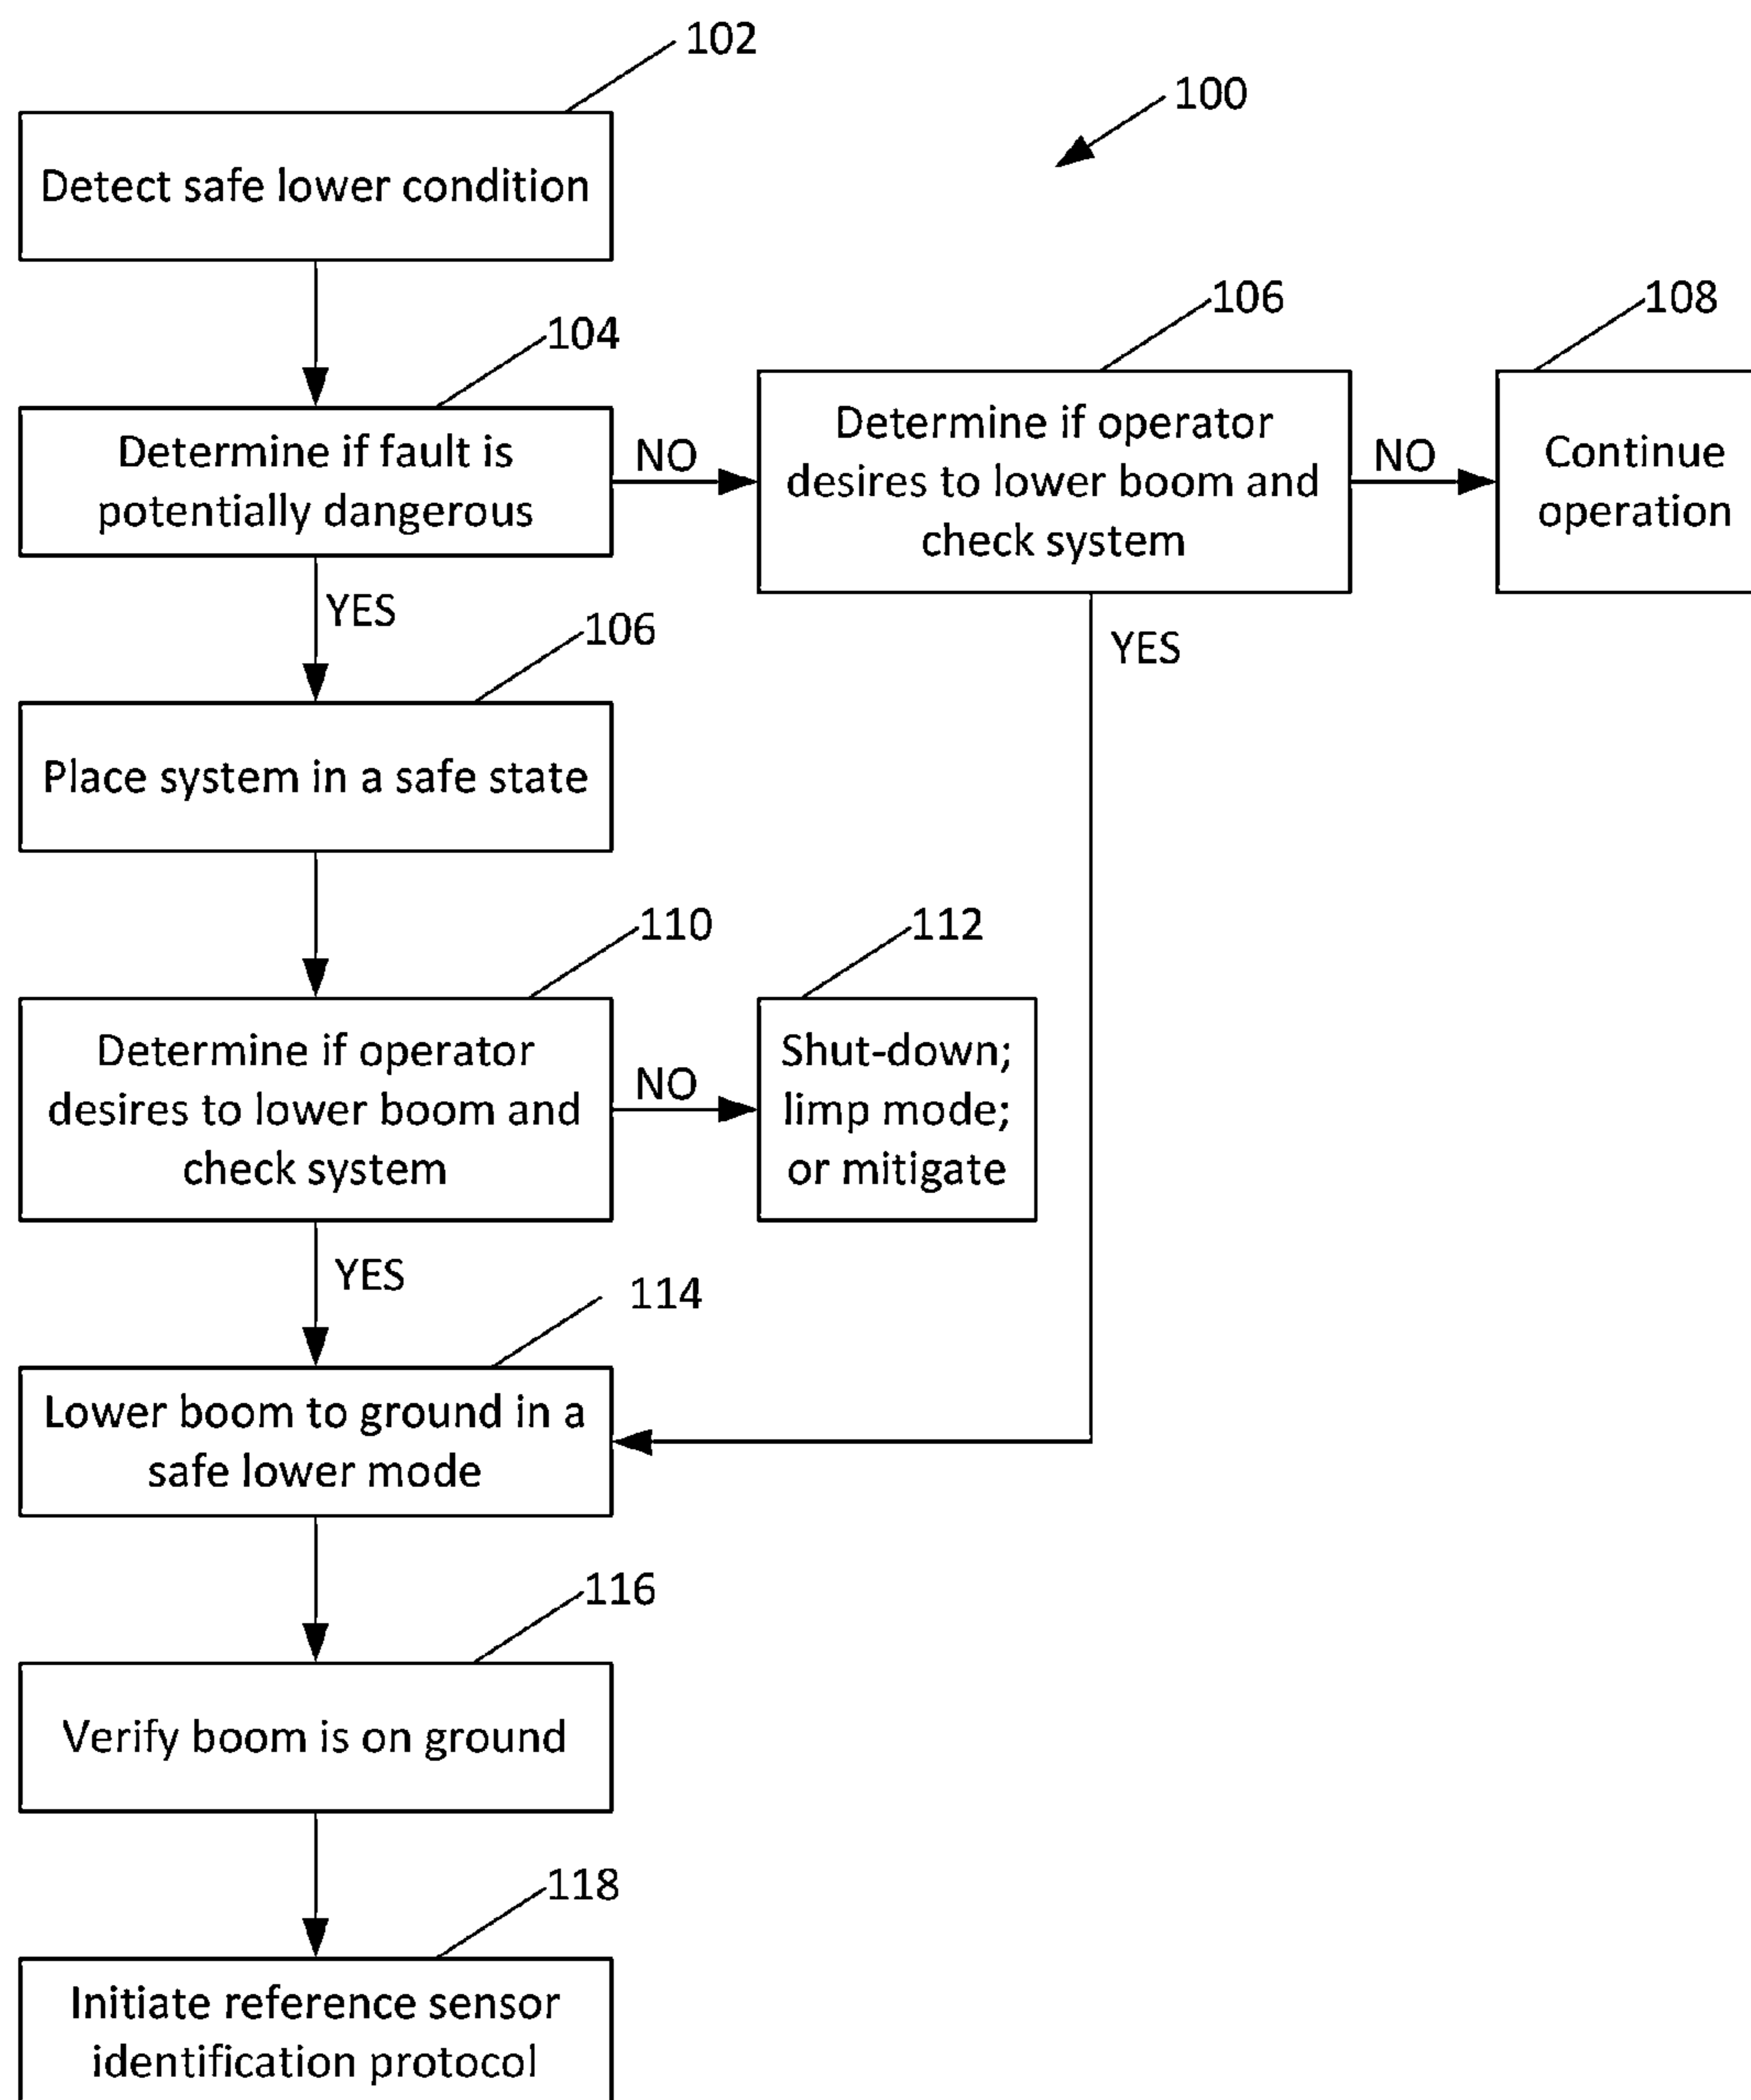 102
100
Detect safe lower condition
104
106
108
Determine if fault is
potentially dangerous
NO
Determine if operator
desires to lower boom and
check system
NO
Continue
operation
YES
YES
106
Place system in a safe state
110
112
Determine if operator
desires to lower boom and
check system
NO
Shut-down;
limp mode;
or mitigate
YES
114
Lower boom to ground in a
safe lower mode
116
Verify boom is on ground
118
Initiate reference sensor
identification protocol